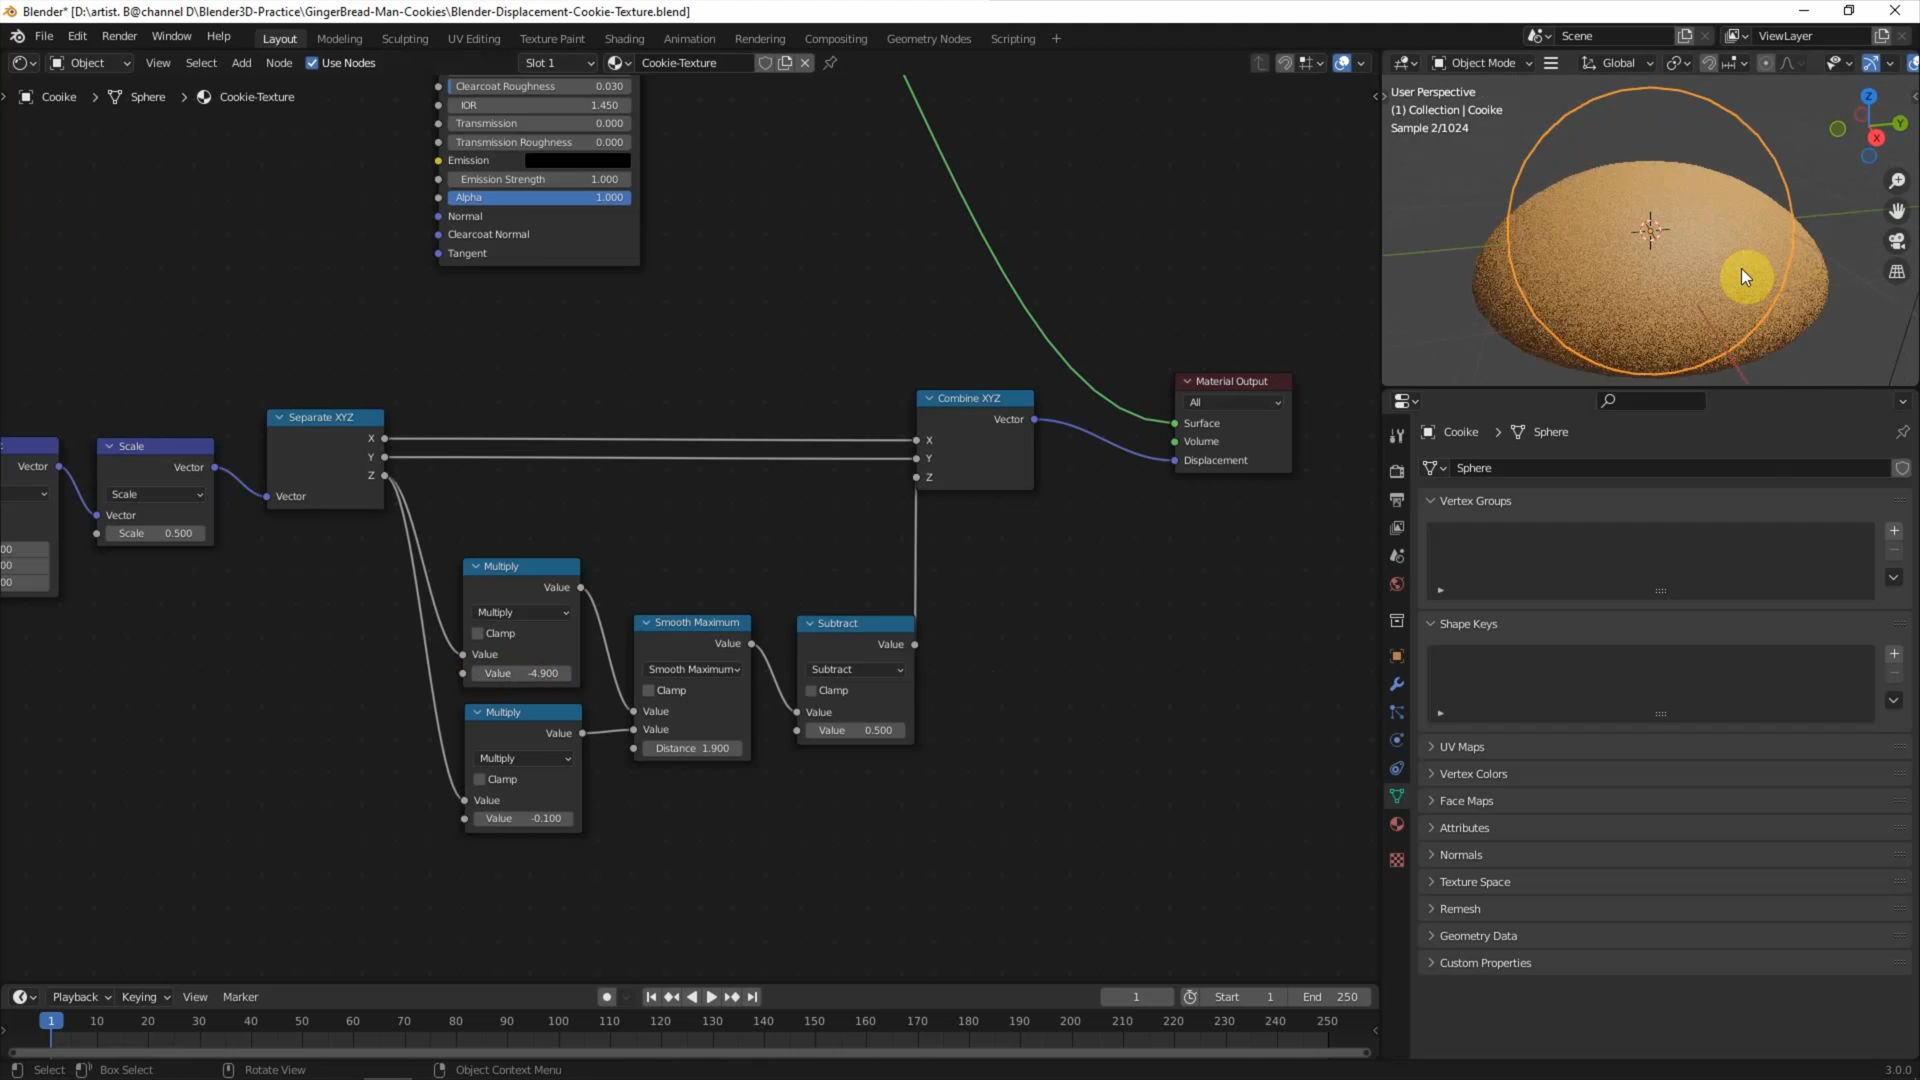 Blender* [D:\artist. B@channel D\Blender3D-Practice\GingerBread-Man-Cookies\Blender-Displacement-Cookie-Texture.blend]
File Edit Render Window Help Layout Modeling Sculpting UV Editing Texture Paint Shading Animation Rendering Compositing Geometry Nodes Scripting + Scene ViewLayer
Object View Select Add Node Use Nodes Slot 1 Cookie-Texture Object Mode Global
Cooike > Sphere > Cookie-Texture
User Perspective
(1) Collection | Cooike
Sample 2/1024
Z
Y
X
Clearcoat Roughness 0.030
IOR 1.450
Transmission 0.000
Transmission Roughness 0.000
Emission
Emission Strength 1.000
Alpha 1.000
Normal
Clearcoat Normal
Tangent
Vector
00
00
00
Scale
Vector
Scale
Vector
Scale 0.500
Separate XYZ
X
Y
Z
Vector
Multiply
Value
Multiply
Clamp
Value
Value -4.900
Multiply
Value
Multiply
Clamp
Value
Value -0.100
Smooth Maximum
Value
Smooth Maximum
Clamp
Value
Value
Distance 1.900
Subtract
Value
Subtract
Clamp
Value
Value 0.500
Combine XYZ
Vector
X
Y
Z
Material Output
All
Surface
Volume
Displacement
Cooike > Sphere
Sphere
Vertex Groups
Shape Keys
UV Maps
Vertex Colors
Face Maps
Attributes
Normals
Texture Space
Remesh
Geometry Data
Custom Properties
Playback Keying View Marker 1 Start 1 End 250
1 10 20 30 40 50 60 70 80 90 100 110 120 130 140 150 160 170 180 190 200 210 220 230 240 250
Select Box Select Rotate View Object Context Menu 3.0.0